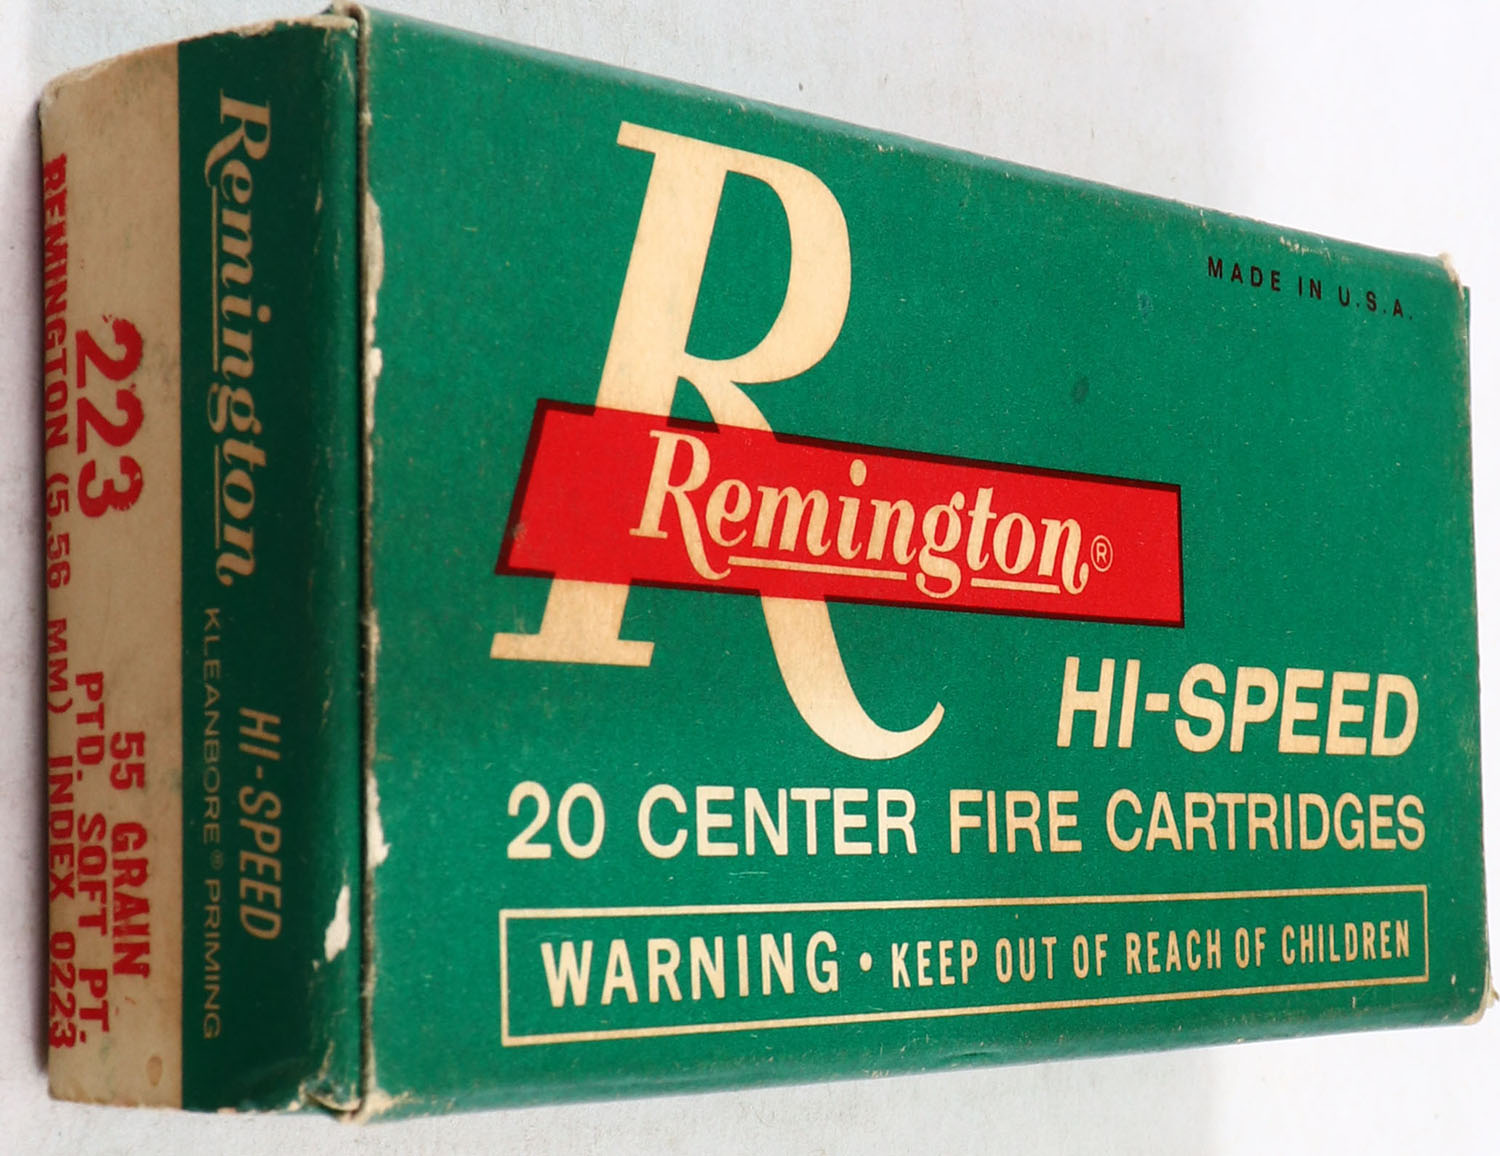 MADE IN U.S.A.
R
Remington®
HI-SPEED
20 CENTER FIRE CARTRIDGES
WARNING • KEEP OUT OF REACH OF CHILDREN
Remington HI-SPEED
KLEANBORE® PRIMING
223 55 GRAIN
PTD. SOFT PT.
REMINGTON (5.56 MM) INDEX 0223